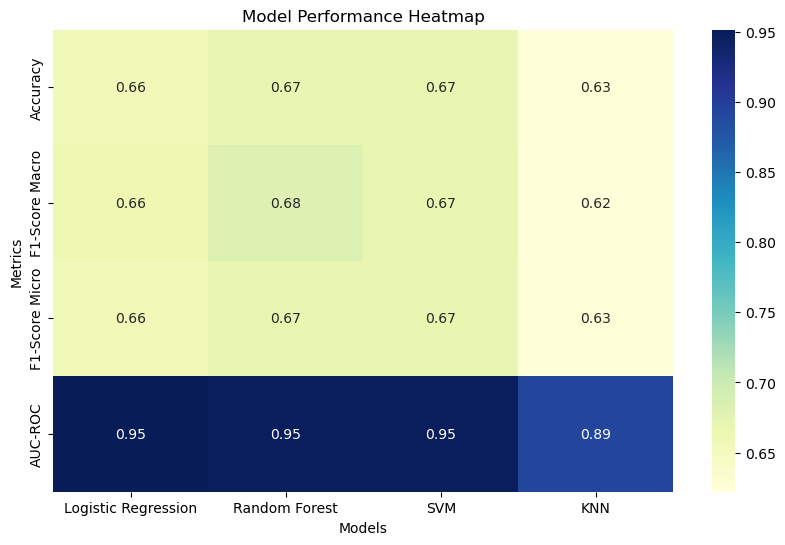 Model Performance Heatmap
Metrics
Accuracy
0.66 0.67 0.67 0.63
F1-Score Macro
0.66 0.68 0.67 0.62
F1-Score Micro
0.66 0.67 0.67 0.63
AUC-ROC
0.95 0.95 0.95 0.89
Logistic Regression Random Forest SVM KNN
Models
0.95
0.90
0.85
0.80
0.75
0.70
0.65